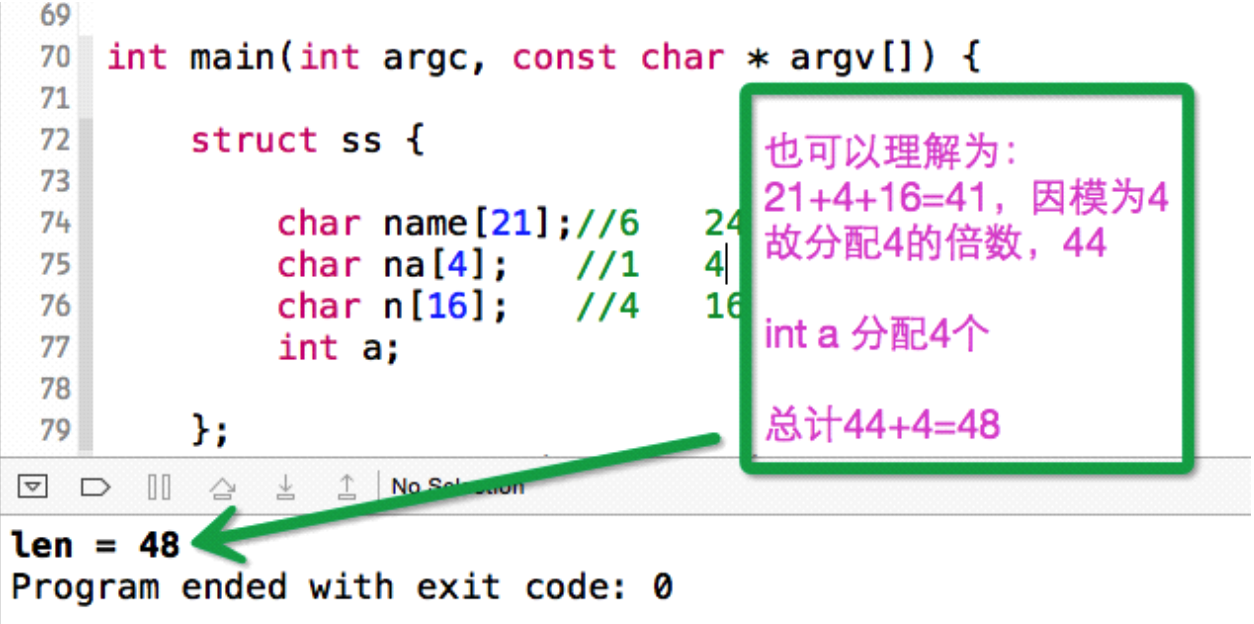 69
70 int main(int argc, const char * argv[]) {
71
72 struct ss {
73
74 char name[21];//6 24
75 char na[4]; //1 4
76 char n[16]; //4 16
77 int a;
78
79 };
也可以理解为：
21+4+16=41，因模为4
故分配4的倍数，44
int a 分配4个
总计44+4=48
No Selection
len = 48
Program ended with exit code: 0